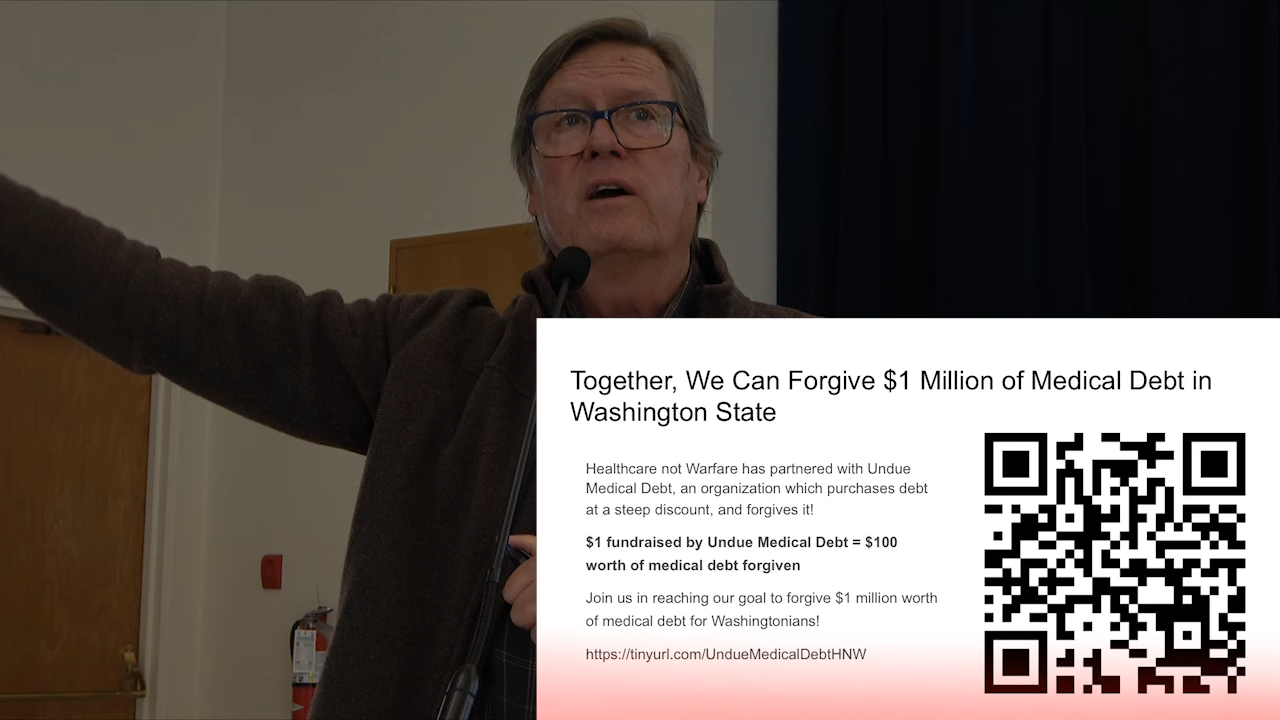 Together, We Can Forgive $1 Million of Medical Debt in
Washington State
Healthcare not Warfare has partnered with Undue
Medical Debt, an organization which purchases debt
at a steep discount, and forgives it!
$1 fundraised by Undue Medical Debt = $100
worth of medical debt forgiven
Join us in reaching our goal to forgive $1 million worth
of medical debt for Washingtonians!
https://tinyurl.com/UndueMedicalDebtHNW